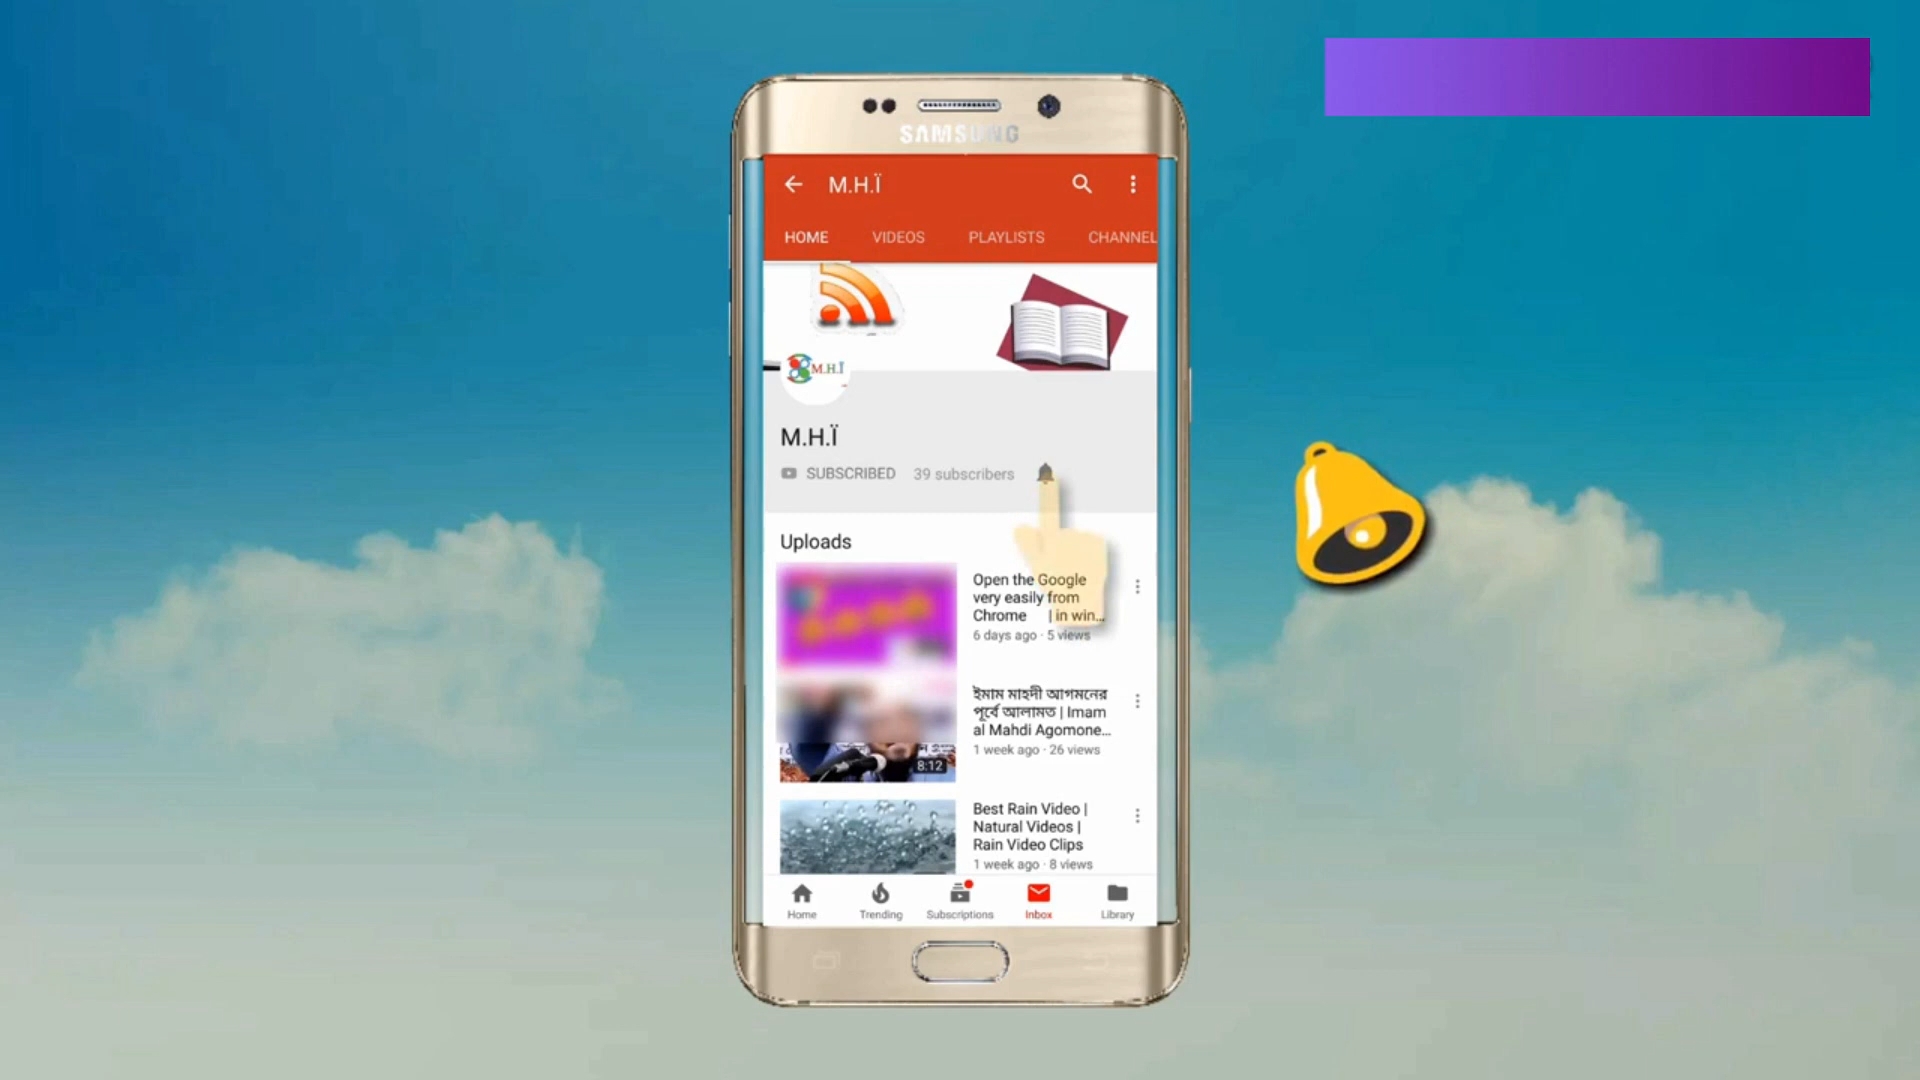 SAMSUNG
M.H.Ï
HOME VIDEOS PLAYLISTS CHANNEL
M.H.Ï
M.H.Ï
SUBSCRIBED 39 subscribers
Uploads
Open the Google
very easily from
Chrome | in win...
6 days ago · 5 views
ইমাম মাহদী আগমনের
পূর্বে আলামত | Imam
al Mahdi Agomone...
1 week ago · 26 views
8:12
Best Rain Video |
Natural Videos |
Rain Video Clips
1 week ago · 8 views
Home Trending Subscriptions Inbox Library